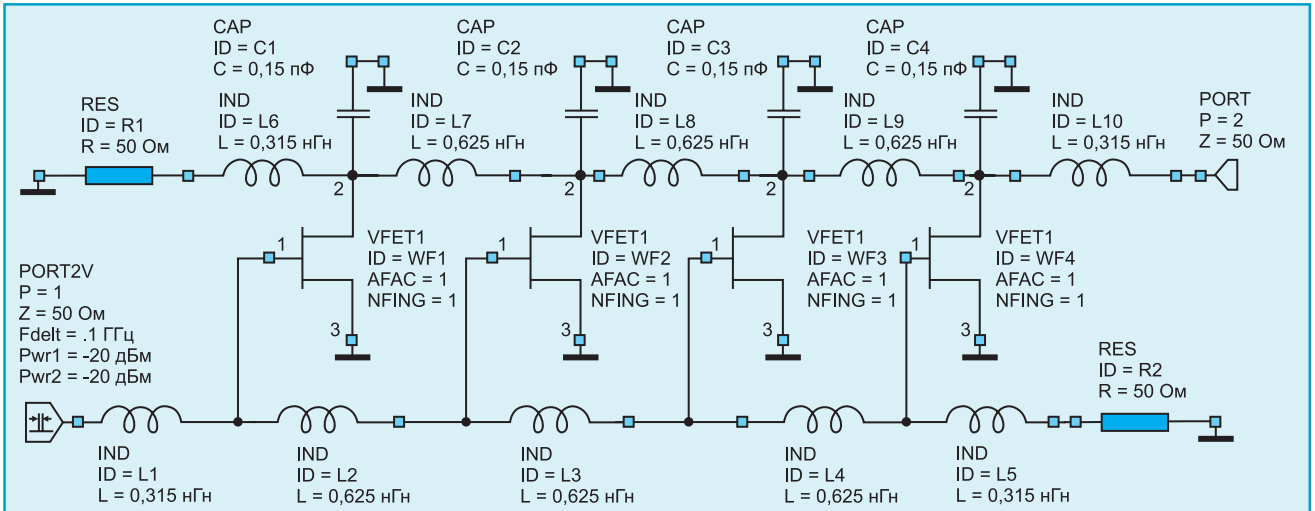 CAP
ID = C1
C = 0,15 пФ
CAP
ID = C2
C = 0,15 пФ
CAP
ID = C3
C = 0,15 пФ
CAP
ID = C4
C = 0,15 пФ
RES
ID = R1
R = 50 Ом
IND
ID = L6
L = 0,315 нГн
IND
ID = L7
L = 0,625 нГн
IND
ID = L8
L = 0,625 нГн
IND
ID = L9
L = 0,625 нГн
IND
ID = L10
L = 0,315 нГн
PORT
P = 2
Z = 50 Ом
2
2
2
2
1
VFET1
ID = WF1
AFAC = 1
NFING = 1
3
1
VFET1
ID = WF2
AFAC = 1
NFING = 1
3
1
VFET1
ID = WF3
AFAC = 1
NFING = 1
3
1
VFET1
ID = WF4
AFAC = 1
NFING = 1
3
PORT2V
P = 1
Z = 50 Ом
Fdelt = .1 ГГц
Pwr1 = -20 дБм
Pwr2 = -20 дБм
RES
ID = R2
R = 50 Ом
IND
ID = L1
L = 0,315 нГн
IND
ID = L2
L = 0,625 нГн
IND
ID = L3
L = 0,625 нГн
IND
ID = L4
L = 0,625 нГн
IND
ID = L5
L = 0,315 нГн